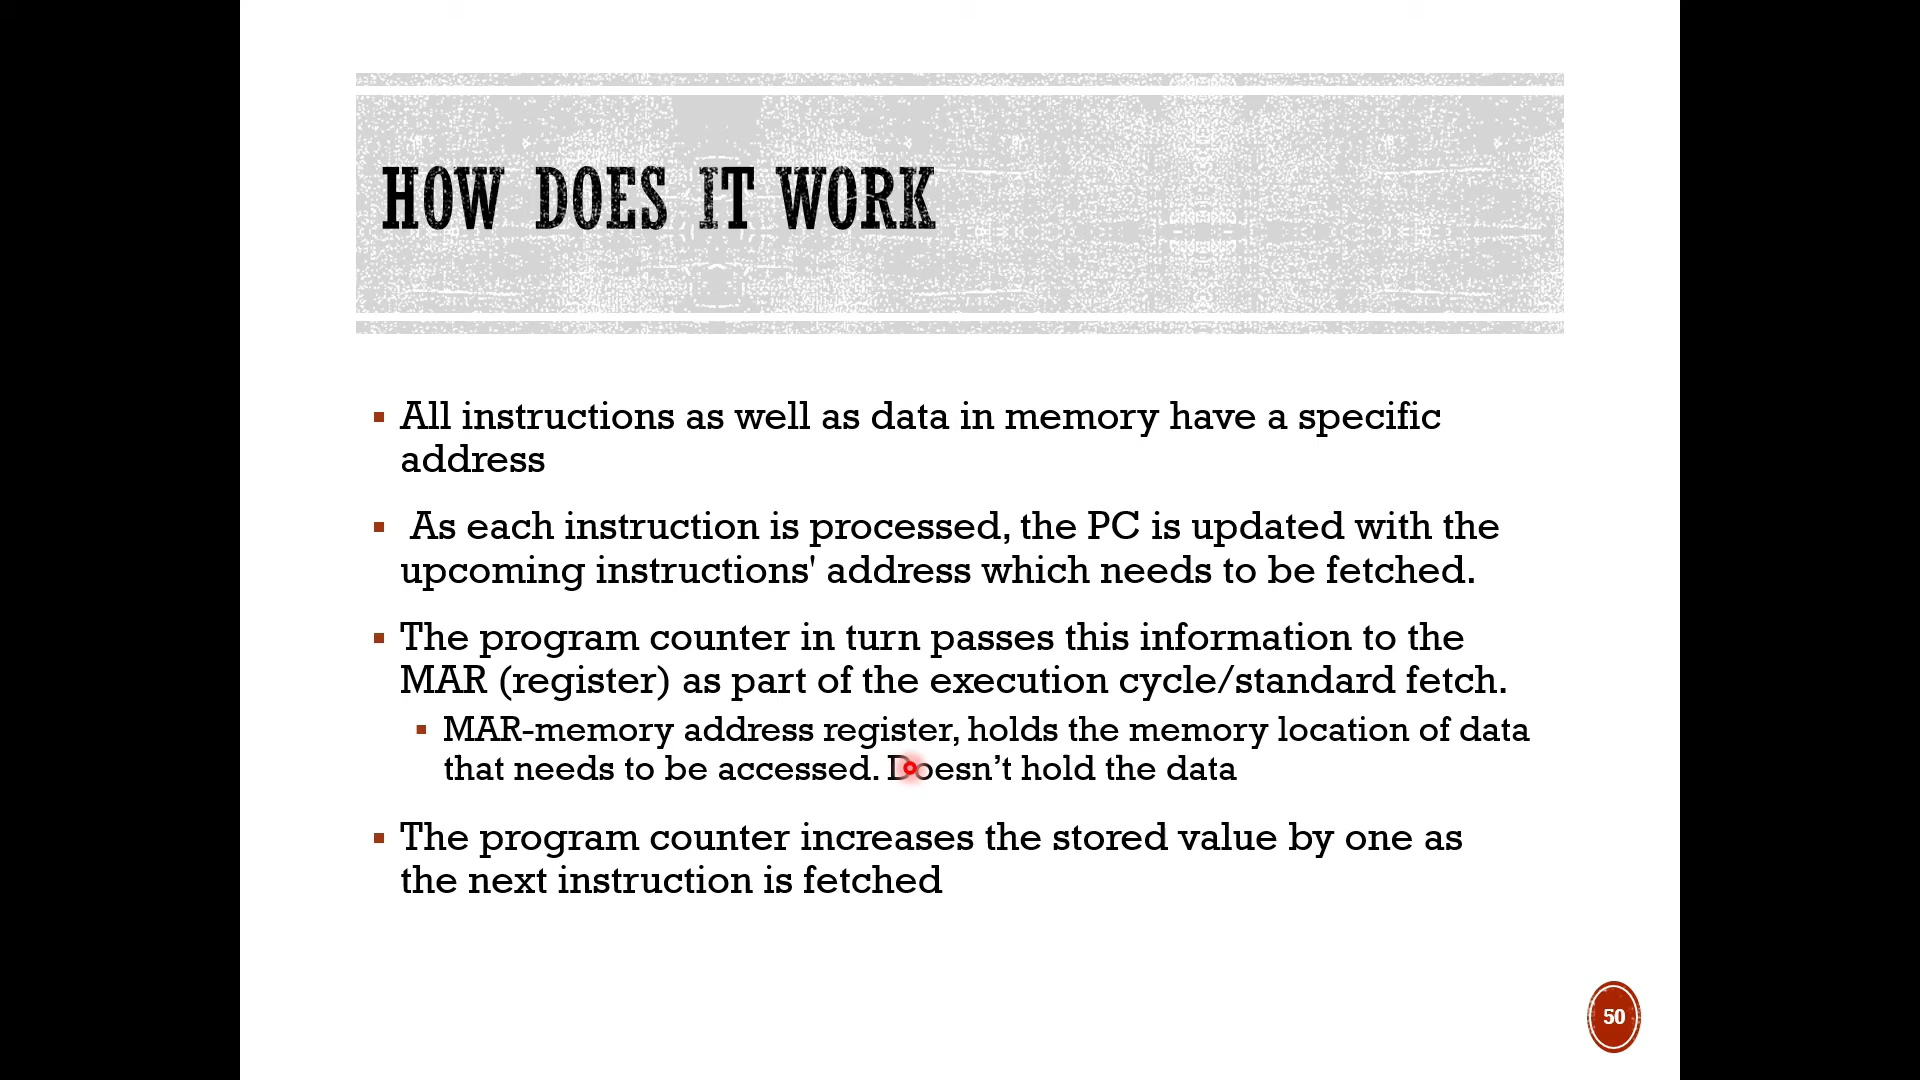 HOW DOES IT WORK
▪ All instructions as well as data in memory have a specific
address
▪ As each instruction is processed, the PC is updated with the
upcoming instructions' address which needs to be fetched.
▪ The program counter in turn passes this information to the
MAR (register) as part of the execution cycle/standard fetch.
▪ MAR-memory address register, holds the memory location of data
that needs to be accessed. Doesn’t hold the data
▪ The program counter increases the stored value by one as
the next instruction is fetched
50